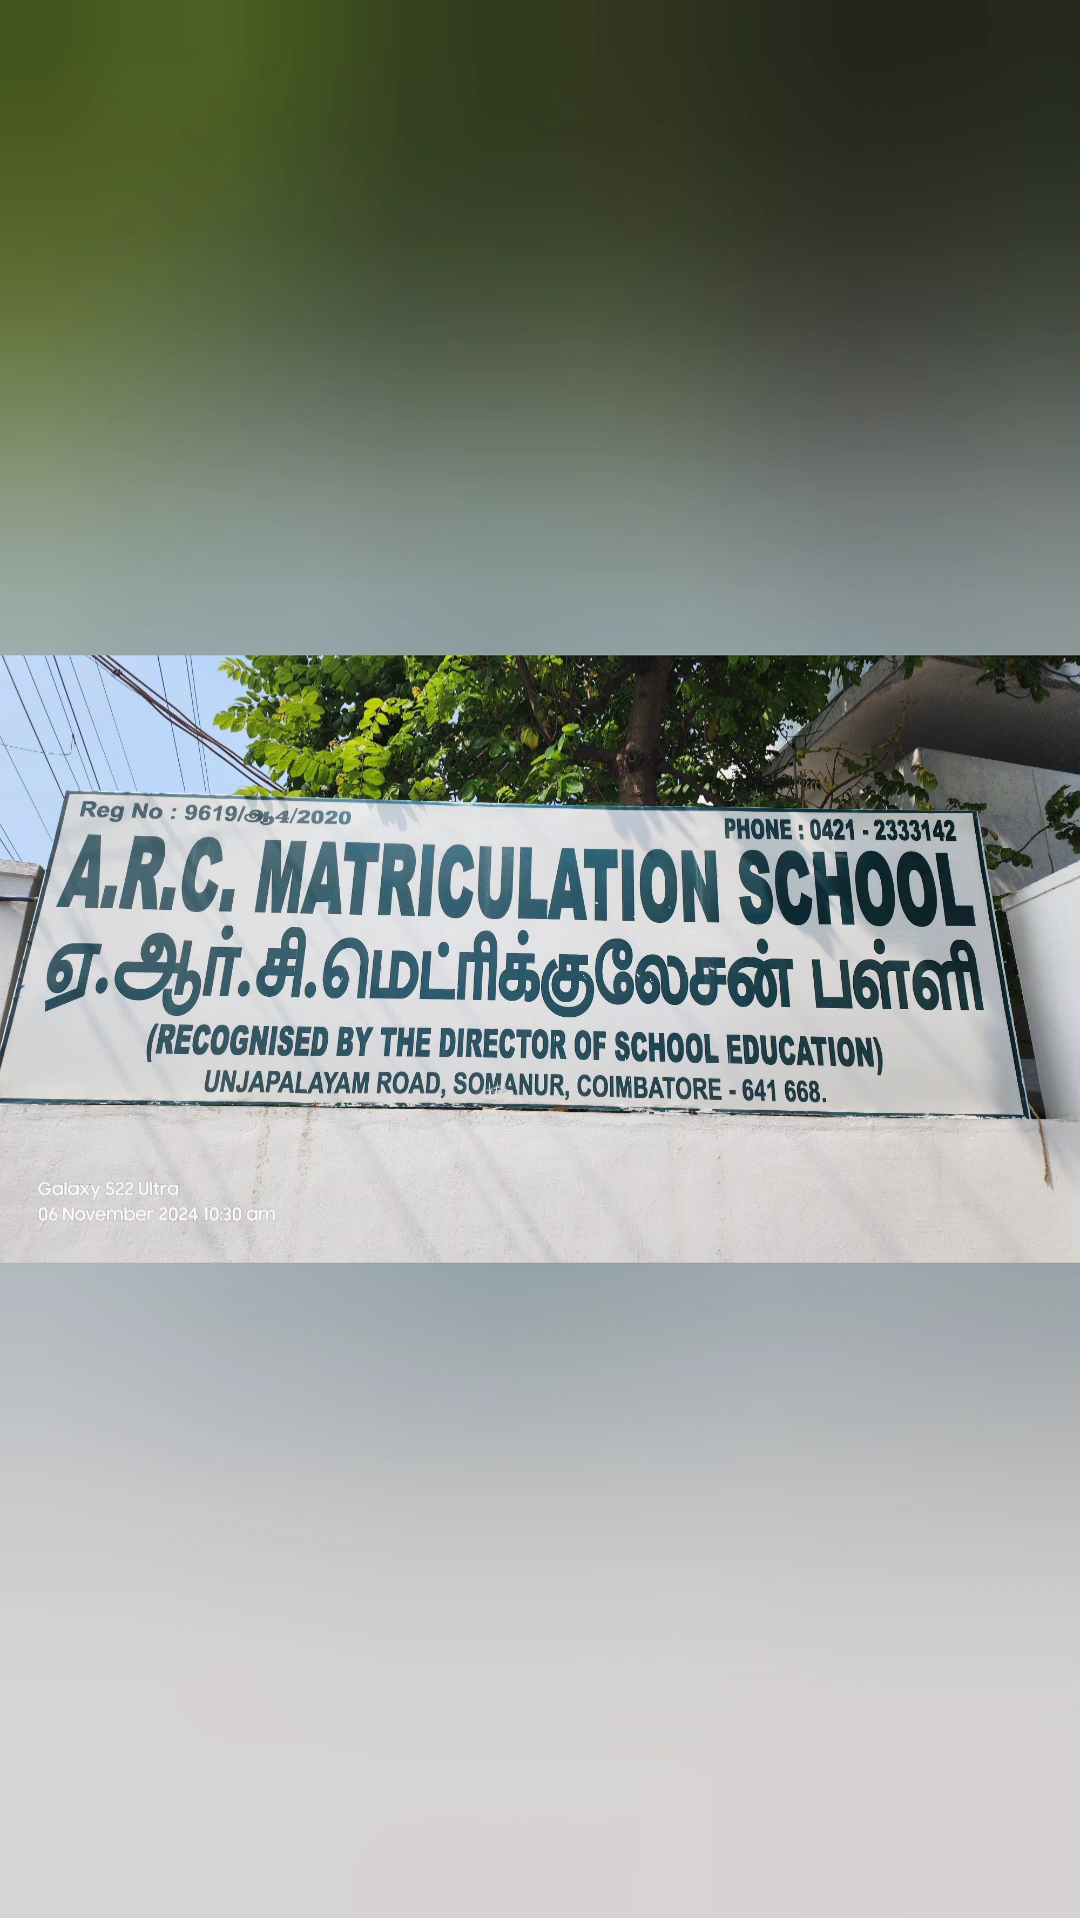 Reg No : 9619/ஆ4/2020
PHONE : 0421 - 2333142
A.R.C. MATRICULATION SCHOOL
ஏ.ஆர்.சி.மெட்ரிக்குலேசன் பள்ளி
(RECOGNISED BY THE DIRECTOR OF SCHOOL EDUCATION)
UNJAPALAYAM ROAD, SOMANUR, COIMBATORE - 641 668.
Galaxy S22 Ultra
06 November 2024 10:30 am